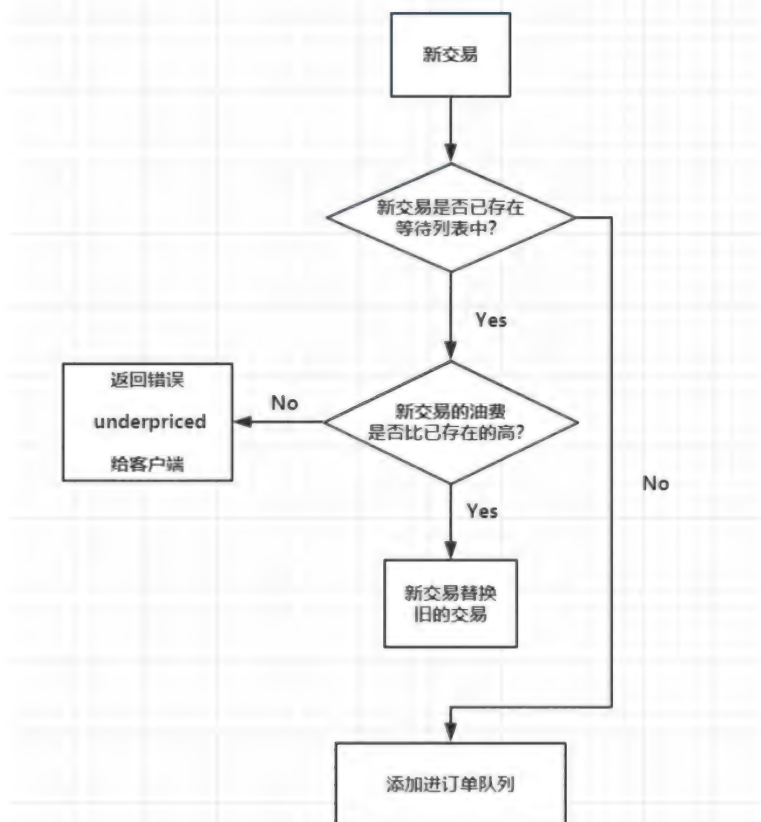 新交易
新交易是否已存在
等待列表中?
Yes
返回错误
underpriced
给客户端
No
新交易的油费
是否比已存在的高?
No
Yes
新交易替换
旧的交易
添加进订单队列